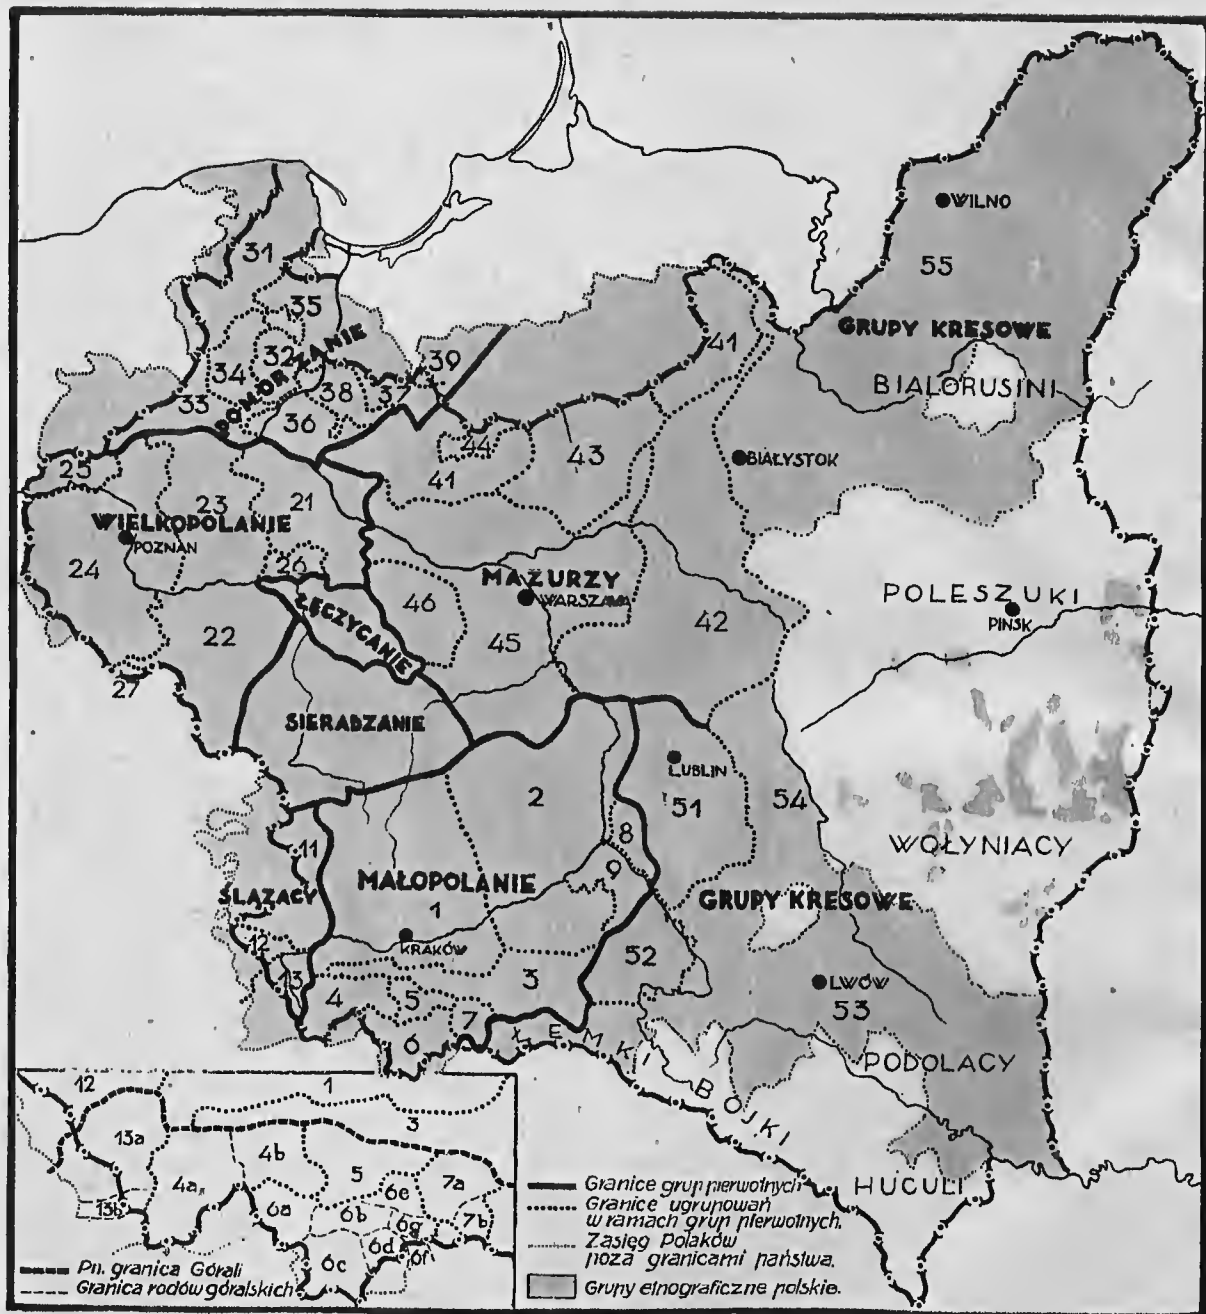 WILNO
55
GRUPY KRESOWE
BIALORUSINI
31
35
32
34
33
POMORZANIE
38
37
39
36
41
44
41
43
BIAŁYSTOK
25
23
21
WIELKOPOLANIE
POZNAŃ
24
26
22
27
ŁĘCZYCANIE
46
MAZURZY
WARSZAWA
45
42
POLESZUKI
PIŃSK
SIERADZANIE
LUBLIN
51
54
2
8
9
WOŁYNIACY
11
ŚLĄZACY
12
13
MAŁOPOLANIE
1
KRAKÓW
GRUPY KRESOWE
52
LWÓW
53
3
4
5
6
7
ŁEMKI
BOJKI
PODOLACY
HUCULI
12
1
3
13a
4b
4a
5
6e
7a
13b
6a
6b
6g
7b
6c
6d
6f
Pn. granica Górali
Granica rodów góralskich
Granice grup pierwotnych
Granice ugrupowań
w ramach grup pierwotnych.
Zasięg Polaków
poza granicami państwa.
Grupy etnograficzne polskie.